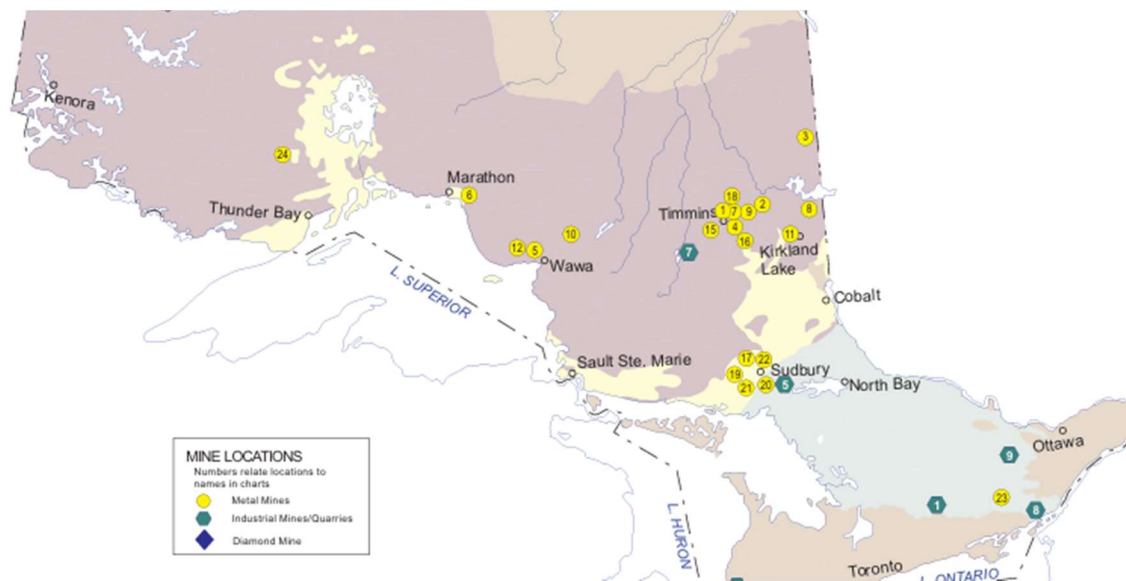 Kenora
3
24
Marathon
6
18
2
Thunder Bay
Timmins
1
7
9
8
15
4
10
11
16
12
5
Kirkland
Lake
7
Wawa
L. SUPERIOR
Cobalt
Sault Ste. Marie
17
22
19
Sudbury
21
20
5
North Bay
Ottawa
9
MINE LOCATIONS
Numbers relate locations to
names in charts
Metal Mines
Industrial Mines/Quarries
Diamond Mine
23
1
8
L. HURON
Toronto
L. ONTARIO